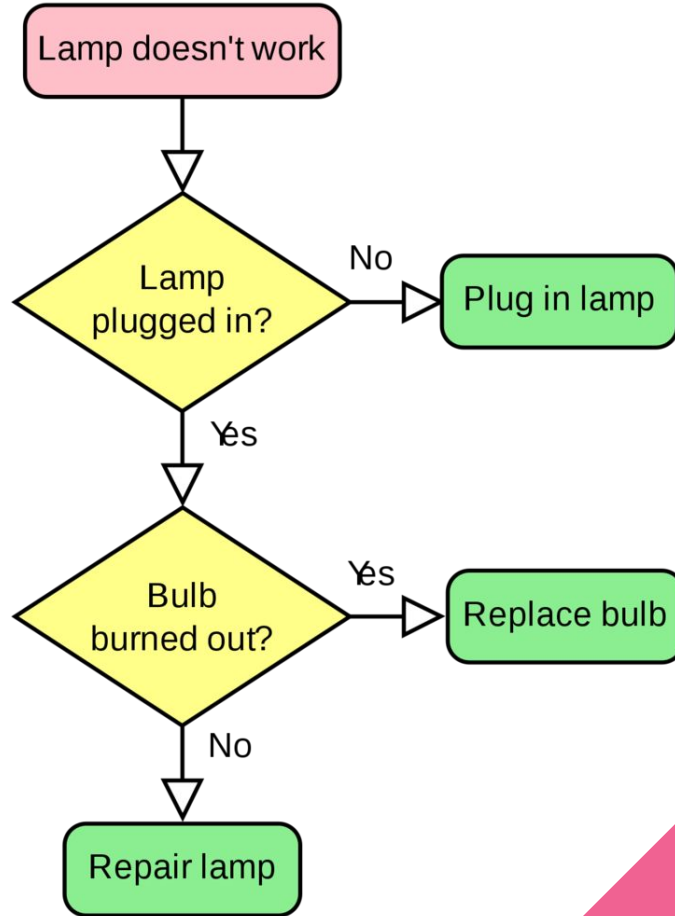 Lamp doesn't work
Lamp
plugged in?
No
Plug in lamp
Yes
Bulb
burned out?
Yes
Replace bulb
No
Repair lamp